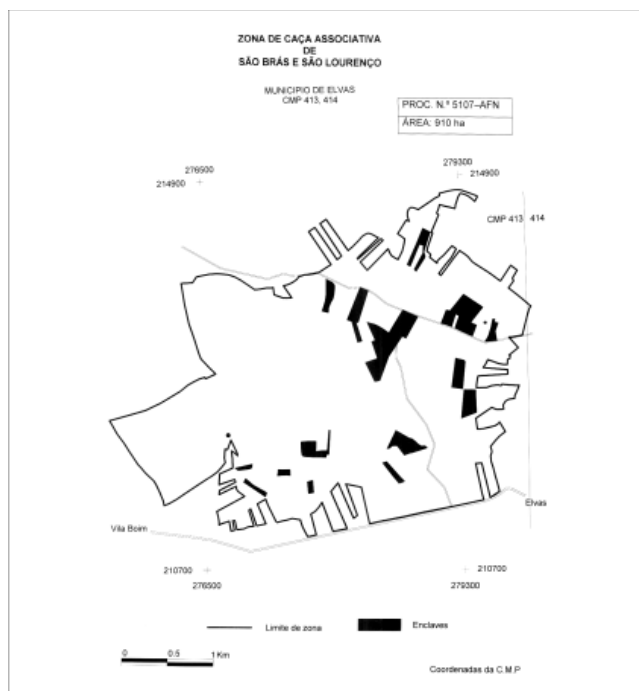 ZONA DE CAÇA ASSOCIATIVA
DE
SÃO BRÁS E SÃO LOURENÇO
MUNICIPIO DE ELVAS
CMP 413, 414
PROC. N.º 5107–AFN
ÁREA: 910 ha
276500
214900
279300
214900
CMP 413 414
Elvas
Vila Boim
210700
276500
210700
279300
Limite de zona
Enclaves
0 0.5 1 Km
Coordenadas da C.M.P